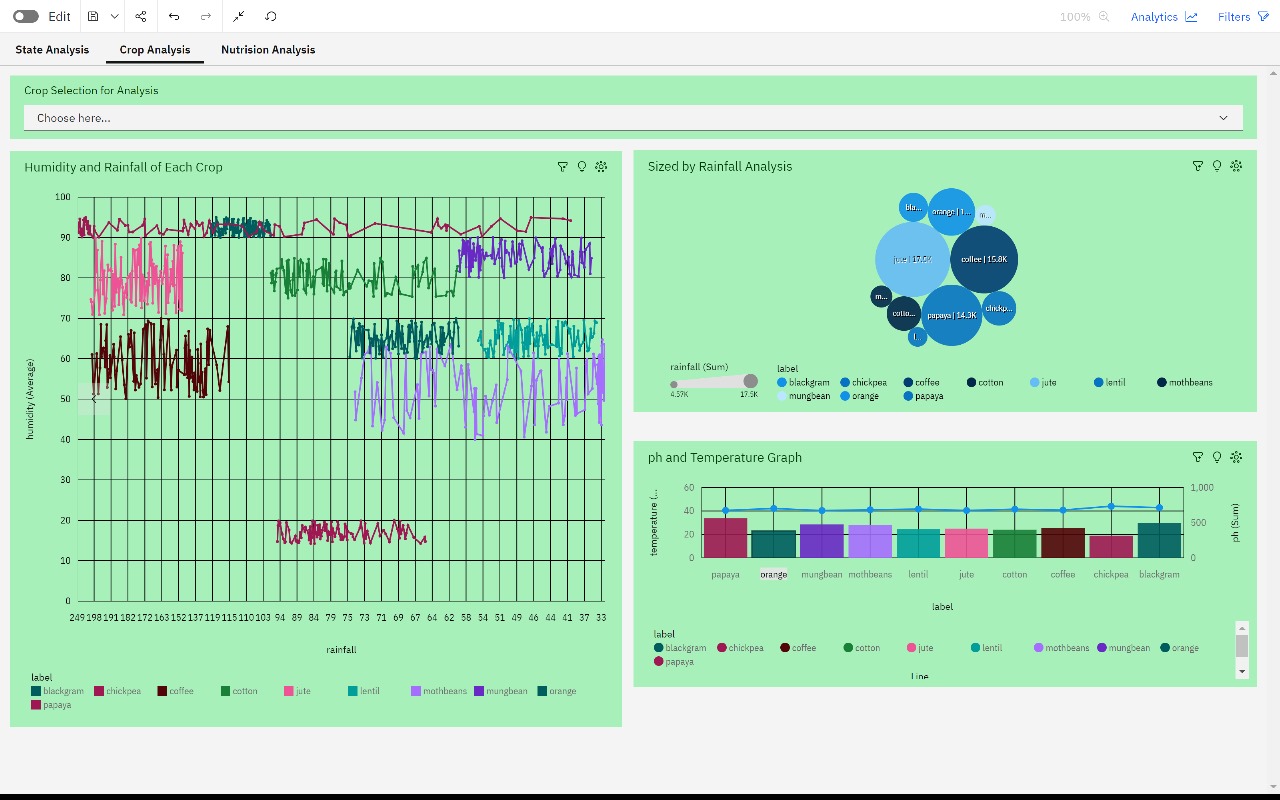 Edit
100%
Analytics
Filters
State Analysis
Crop Analysis
Nutrision Analysis
Crop Selection for Analysis
Choose here...
Humidity and Rainfall of Each Crop
humidity (Average)
100
90
80
70
60
50
40
30
20
10
0
249 198 191 182 172 163 152 137 119 115 110 103 94 89 84 79 75 73 71 69 67 64 62 58 54 51 49 46 44 41 37 33
rainfall
label
blackgram chickpea coffee cotton jute lentil mothbeans mungbean orange
papaya
Sized by Rainfall Analysis
bla...
orange | 1...
m...
jute | 17.5K
coffee | 15.8K
m...
cotto...
papaya | 14.3K
chickp...
l...
rainfall (Sum)
4.57K 17.5K
label
blackgram chickpea coffee cotton jute lentil mothbeans
mungbean orange papaya
ph and Temperature Graph
temperature (...
60
40
20
0
1,000
500
0
ph (Sum)
papaya orange mungbean mothbeans lentil jute cotton coffee chickpea blackgram
label
label
blackgram chickpea coffee cotton jute lentil mothbeans mungbean orange
papaya
Line